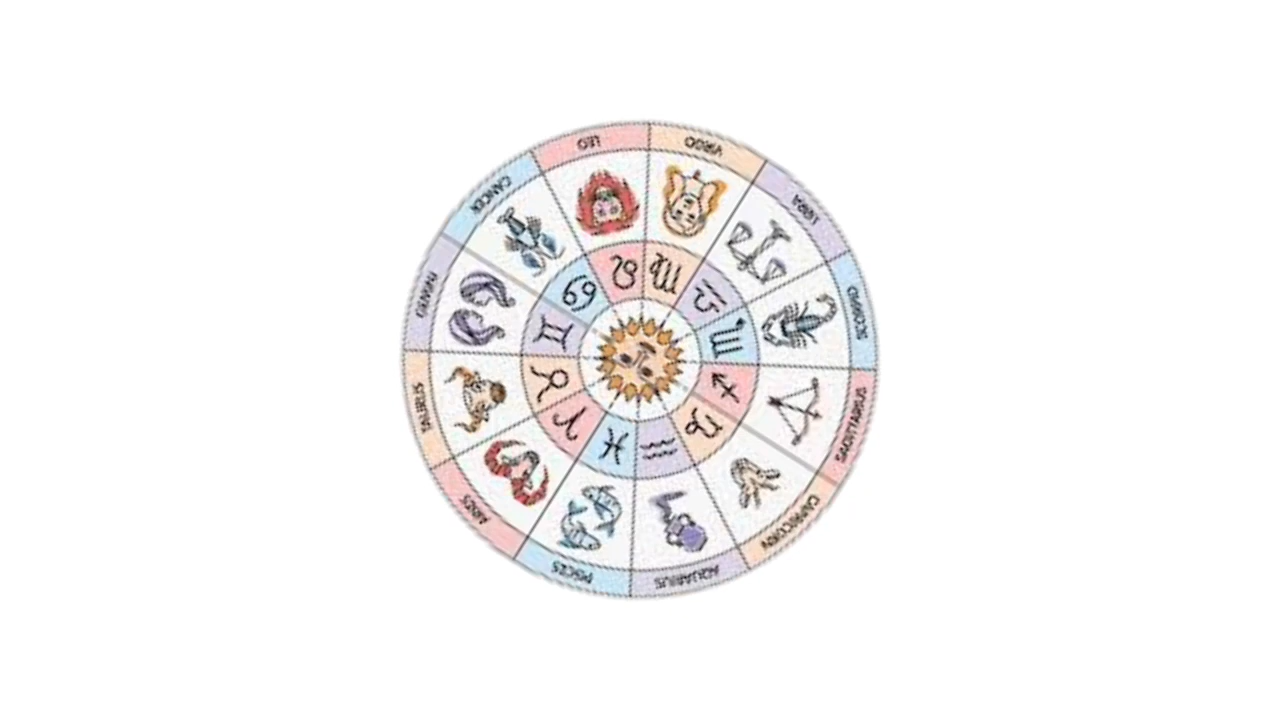 LEO
VIRGO
LIBRA
SCORPIO
SAGITTARIUS
CAPRICORN
AQUARIUS
PISCES
ARIES
TAURUS
CANCER